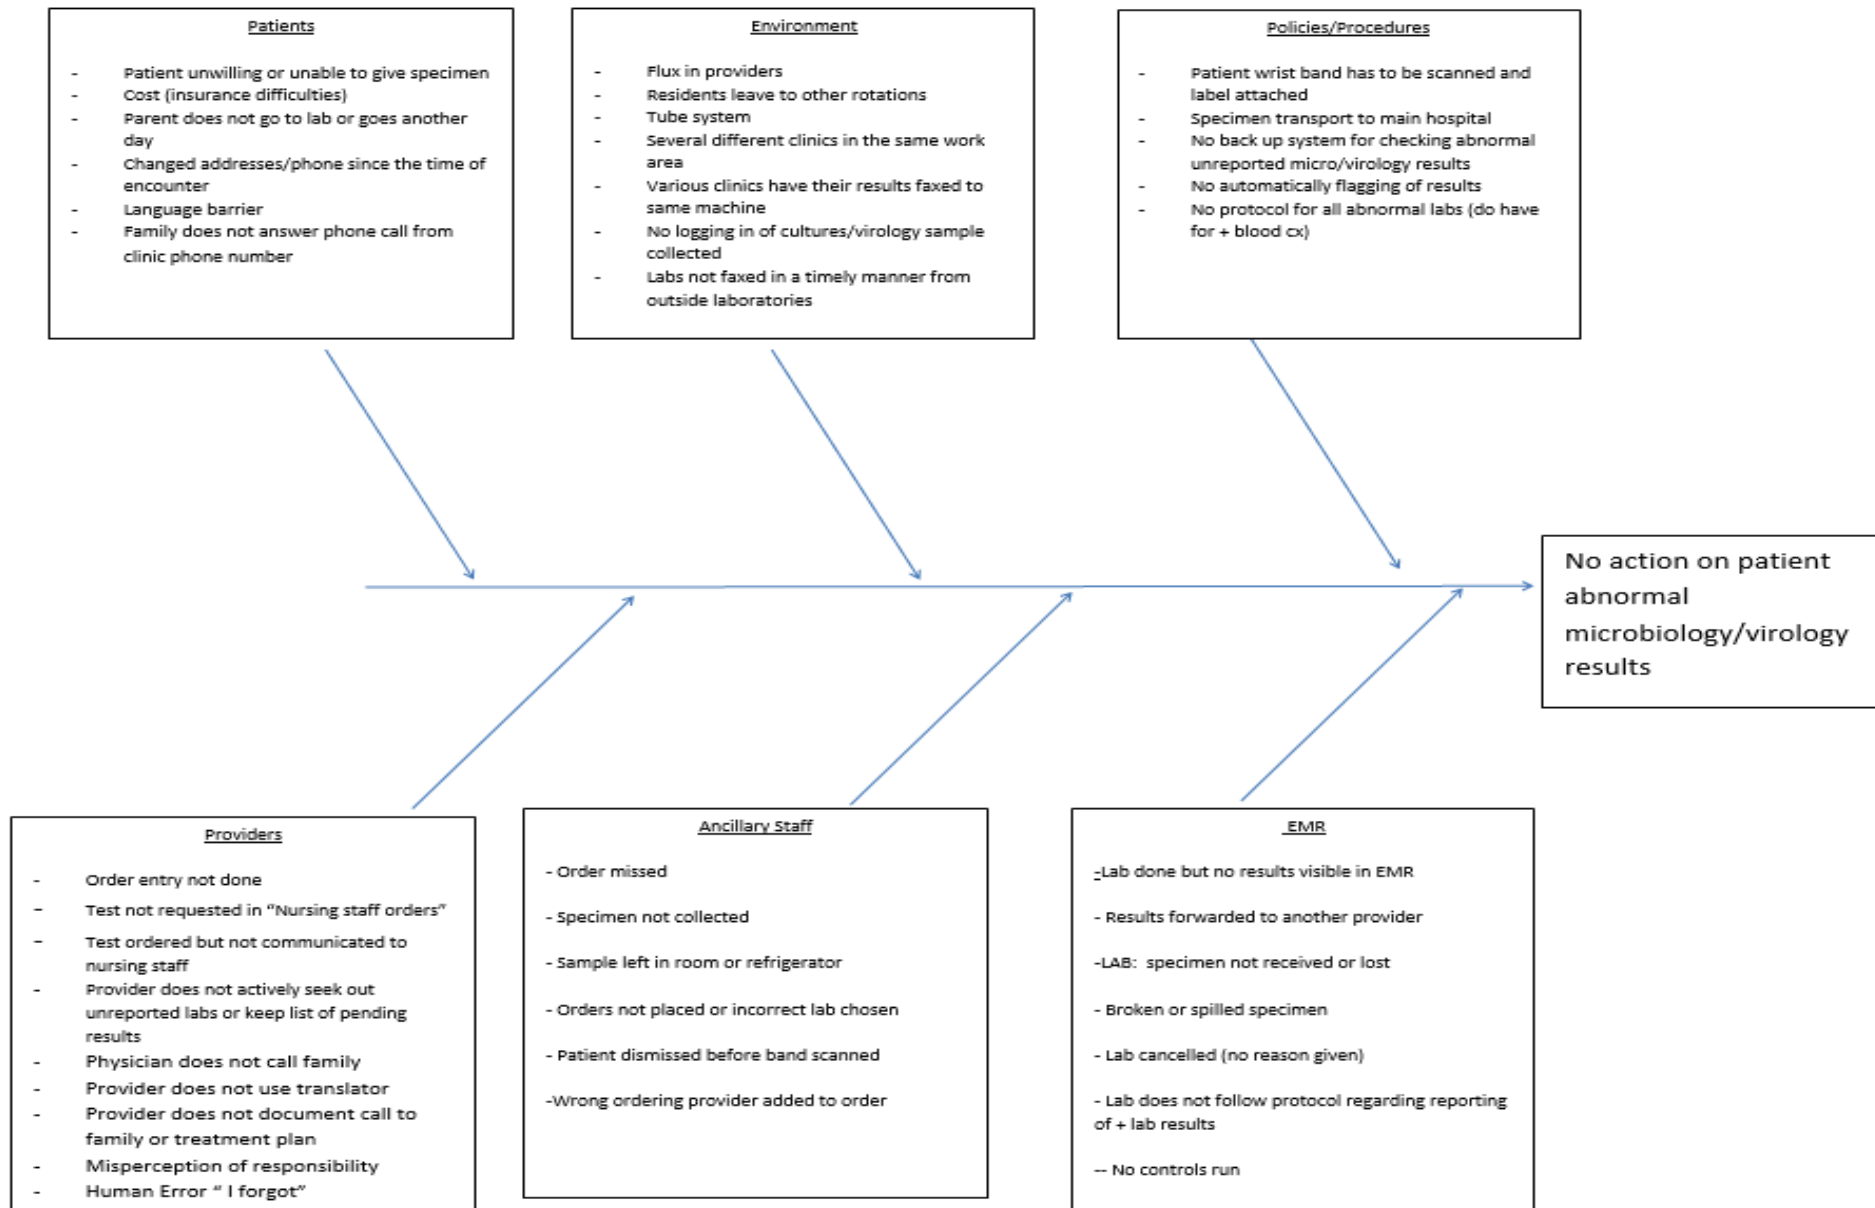 Patients
- Patient unwilling or unable to give specimen
- Cost (insurance difficulties)
- Parent does not go to lab or goes another
day
- Changed addresses/phone since the time of
encounter
- Language barrier
- Family does not answer phone call from
clinic phone number
Environment
- Flux in providers
- Residents leave to other rotations
- Tube system
- Several different clinics in the same work
area
- Various clinics have their results faxed to
same machine
- No logging in of cultures/virology sample
collected
- Labs not faxed in a timely manner from
outside laboratories
Policies/Procedures
- Patient wrist band has to be scanned and
label attached
- Specimen transport to main hospital
- No back up system for checking abnormal
unreported micro/virology results
- No automatically flagging of results
- No protocol for all abnormal labs (do have
for + blood cx)
No action on patient
abnormal
microbiology/virology
results
Providers
- Order entry not done
- Test not requested in “Nursing staff orders”
- Test ordered but not communicated to
nursing staff
- Provider does not actively seek out
unreported labs or keep list of pending
results
- Physician does not call family
- Provider does not use translator
- Provider does not document call to
family or treatment plan
- Misperception of responsibility
- Human Error “ I forgot”
Ancillary Staff
- Order missed
- Specimen not collected
- Sample left in room or refrigerator
- Orders not placed or incorrect lab chosen
- Patient dismissed before band scanned
-Wrong ordering provider added to order
EMR
-Lab done but no results visible in EMR
- Results forwarded to another provider
-LAB: specimen not received or lost
- Broken or spilled specimen
- Lab cancelled (no reason given)
- Lab does not follow protocol regarding reporting
of + lab results
-- No controls run